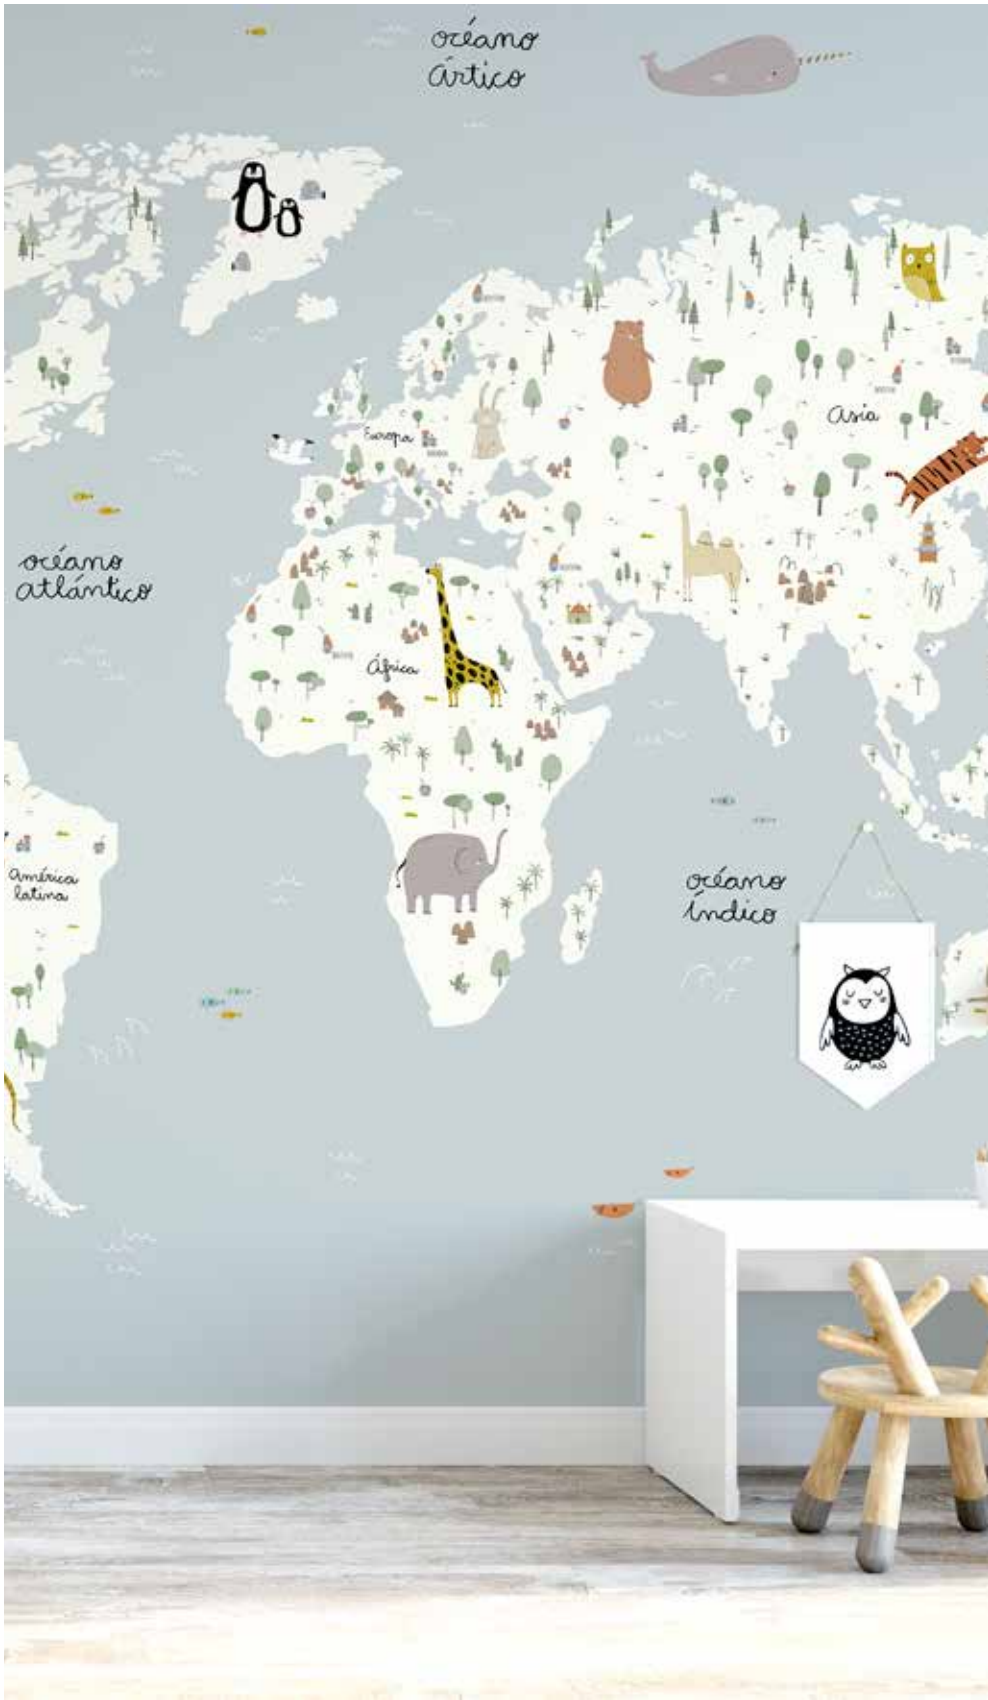 océano
ártico
Europa
Asia
océano
atlántico
África
América
latina
océano
índico